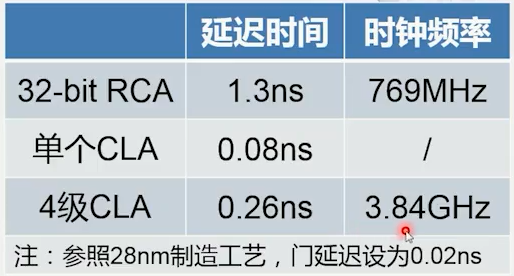 延迟时间 时钟频率
32-bit RCA 1.3ns 769MHz
单个CLA 0.08ns /
4级CLA 0.26ns 3.84GHz
注：参照28nm制造工艺，门延迟设为0.02ns